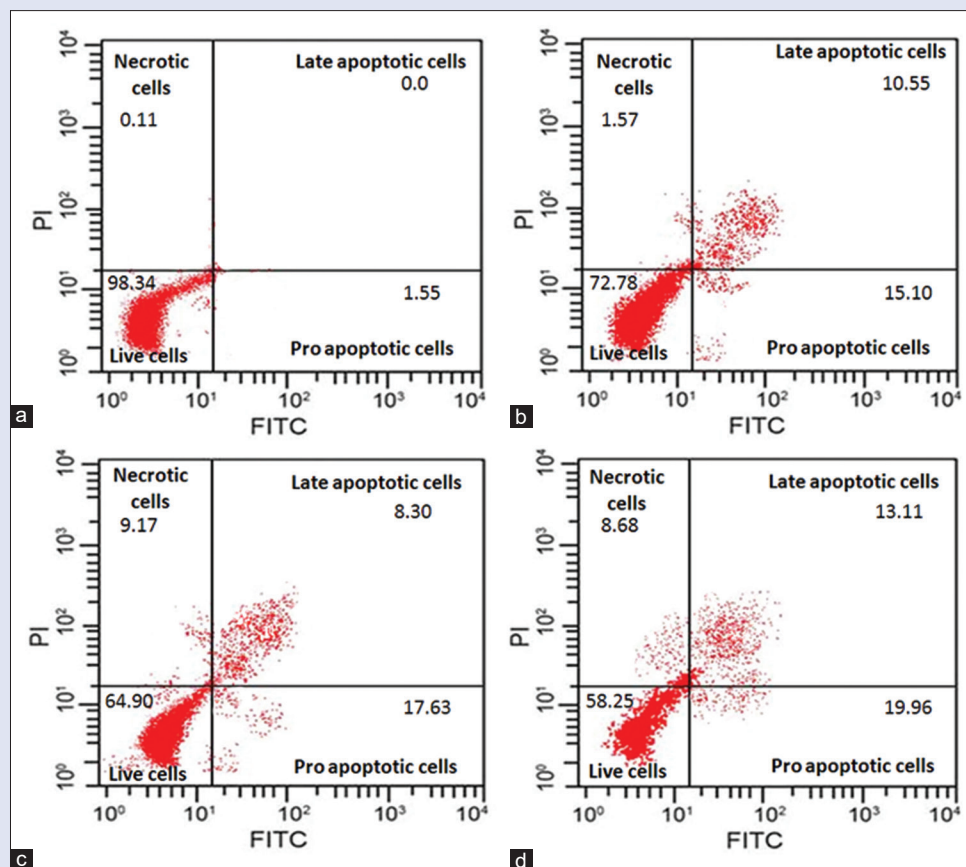 10⁴
Necrotic
cells
0.11
Late apoptotic cells
0.0
10³
PI
10²
10¹
98.34
1.55
10⁰
Live cells
Pro apoptotic cells
10⁰ 10¹ 10² 10³ 10⁴
FITC
a
10⁴
Necrotic
cells
1.57
Late apoptotic cells
10.55
10³
PI
10²
10¹
72.78
15.10
10⁰
Live cells
Pro apoptotic cells
10⁰ 10¹ 10² 10³ 10⁴
FITC
b
10⁴
Necrotic
cells
9.17
Late apoptotic cells
8.30
10³
PI
10²
10¹
64.90
17.63
10⁰
Live cells
Pro apoptotic cells
10⁰ 10¹ 10² 10³ 10⁴
FITC
c
10⁴
Necrotic
cells
8.68
Late apoptotic cells
13.11
10³
PI
10²
10¹
58.25
19.96
10⁰
Live cells
Pro apoptotic cells
10⁰ 10¹ 10² 10³ 10⁴
FITC
d